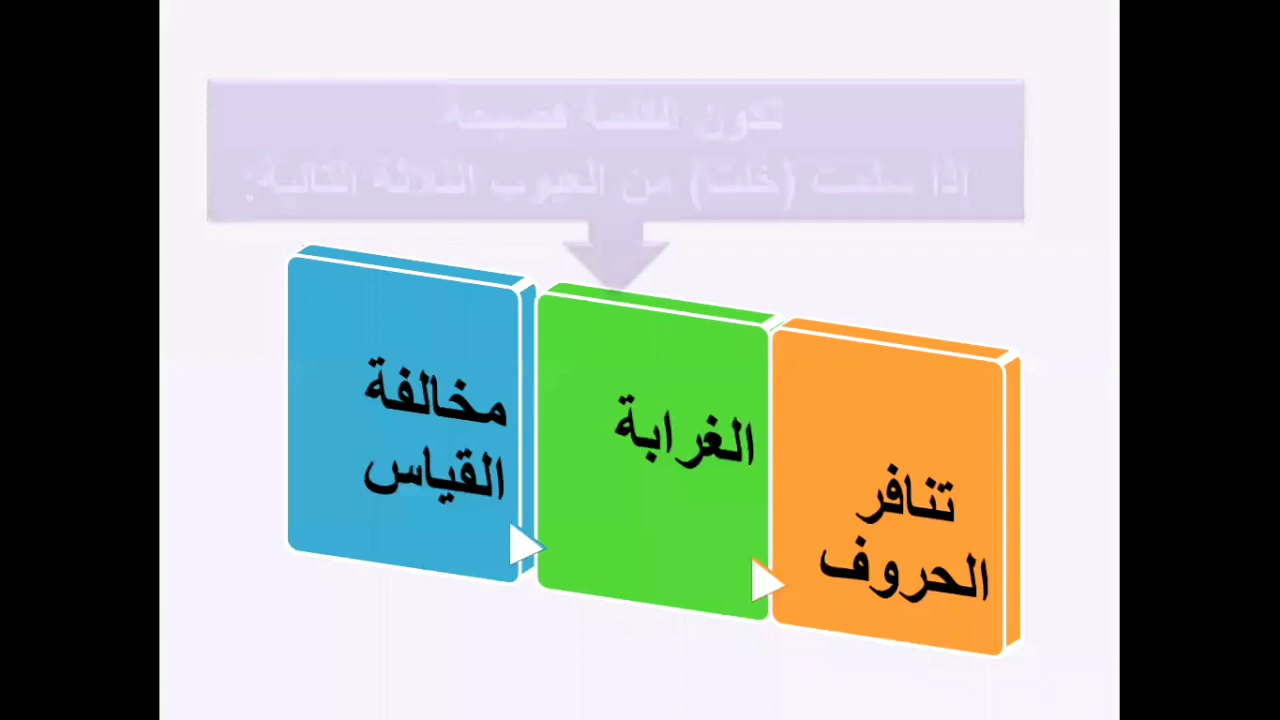 تكون الكلمة فصيحة
إذا سلمت (خلت) من العيوب الثلاثة التالية:
تنافر
الحروف
الغرابة
مخالفة
القياس